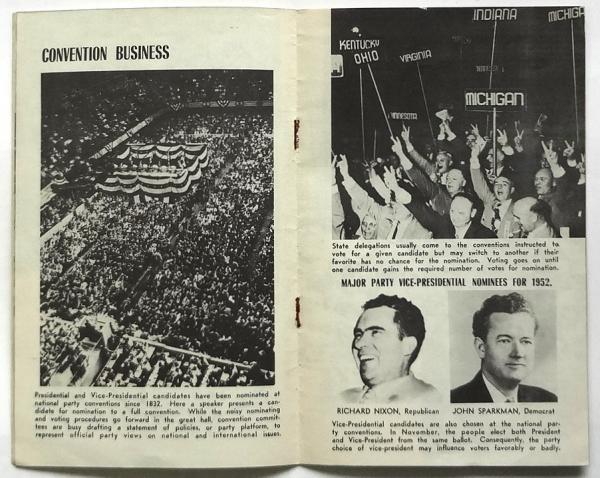 CONVENTION BUSINESS
Presidential and Vice-Presidential candidates have been nominated at
national party conventions since 1832. Here a speaker presents a can-
didate for nomination to a full convention. While the noisy nominating
and voting procedures go forward in the great hall, convention commit-
tees are busy drafting a statement of policies, or party platform, to
represent official party views on national and international issues.
INDIANA
MICHIGA
KENTUCKY
OHIO
VIRGINIA
MICHIGAN
MINNESOTA
State delegations usually come to the conventions instructed to
vote for a given candidate but may switch to another if their
favorite has no chance for the nomination. Voting goes on until
one candidate gains the required number of votes for nomination.
MAJOR PARTY VICE-PRESIDENTIAL NOMINEES FOR 1952.
RICHARD NIXON, Republican
JOHN SPARKMAN, Democrat
Vice-Presidential candidates are also chosen at the national par-
ty conventions. In November, the people elect both President
and Vice-President from the same ballot. Consequently, the party
choice of vice-president may influence voters favorably or badly.